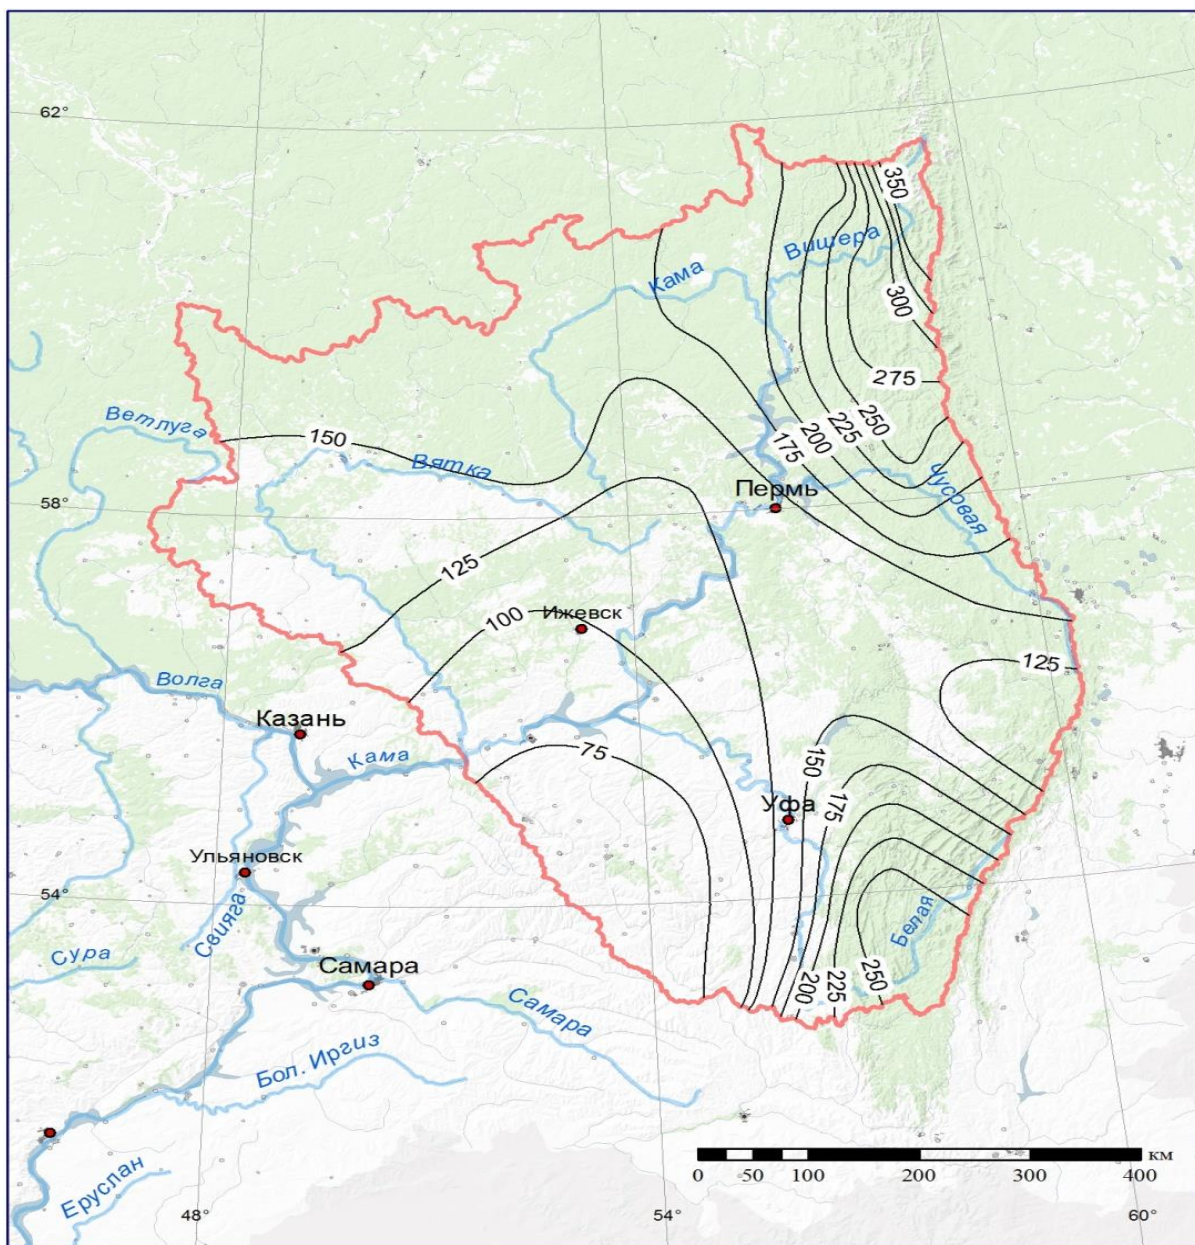 62°
350
Вишера
Кама
300
275
Ветлуга
150
250
225
200
175
Вятка
Чусовая
Пермь
58°
125
100
Ижевск
125
Волга
Казань
Кама
75
150
175
Уфа
Ульяновск
54°
Свияга
Белая
Сура
Самара
250
225
200
Самара
Бол. Иргиз
Еруслан
км
0 50 100 200 300 400
48°
54°
60°